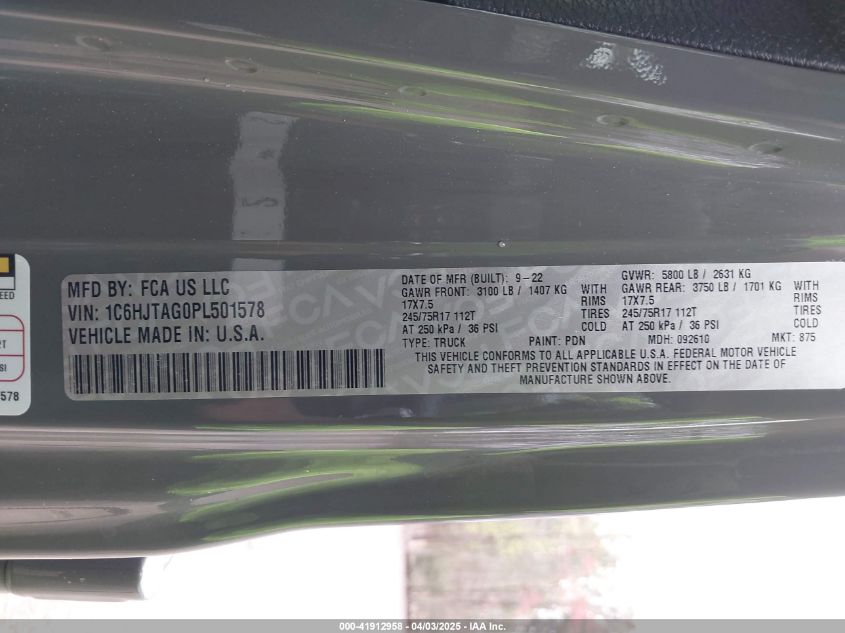 MFD BY: FCA US LLC
VIN: 1C6HJTAG0PL501578
VEHICLE MADE IN: U.S.A.
DATE OF MFR (BUILT): 9-22
GVWR: 5800 LB / 2631 KG
GAWR FRONT: 3100 LB / 1407 KG WITH
GAWR REAR: 3750 LB / 1701 KG WITH
17X7.5 RIMS
17X7.5 RIMS
245/75R17 112T TIRES
245/75R17 112T TIRES
AT 250 kPa / 36 PSI COLD
AT 250 kPa / 36 PSI COLD
TYPE: TRUCK PAINT: PDN MDH: 092610 MKT: 875
THIS VEHICLE CONFORMS TO ALL APPLICABLE U.S.A. FEDERAL MOTOR VEHICLE
SAFETY AND THEFT PREVENTION STANDARDS IN EFFECT ON THE DATE OF
MANUFACTURE SHOWN ABOVE.
EED
2T
SI
578
000-41912958 - 04/03/2025 - IAA Inc.